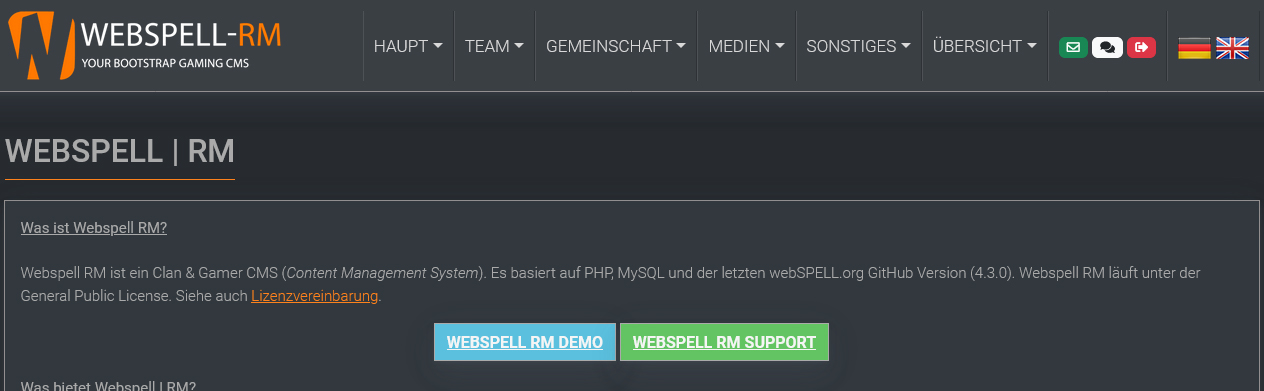 WEBSPELL-RM
YOUR BOOTSTRAP GAMING CMS
HAUPT TEAM GEMEINSCHAFT MEDIEN SONSTIGES ÜBERSICHT
WEBSPELL | RM
Was ist Webspell RM?
Webspell RM ist ein Clan & Gamer CMS (Content Management System). Es basiert auf PHP, MySQL und der letzten webSPELL.org GitHub Version (4.3.0). Webspell RM läuft unter der
General Public License. Siehe auch Lizenzvereinbarung.
WEBSPELL RM DEMO WEBSPELL RM SUPPORT
Was bietet Webspell | RM?